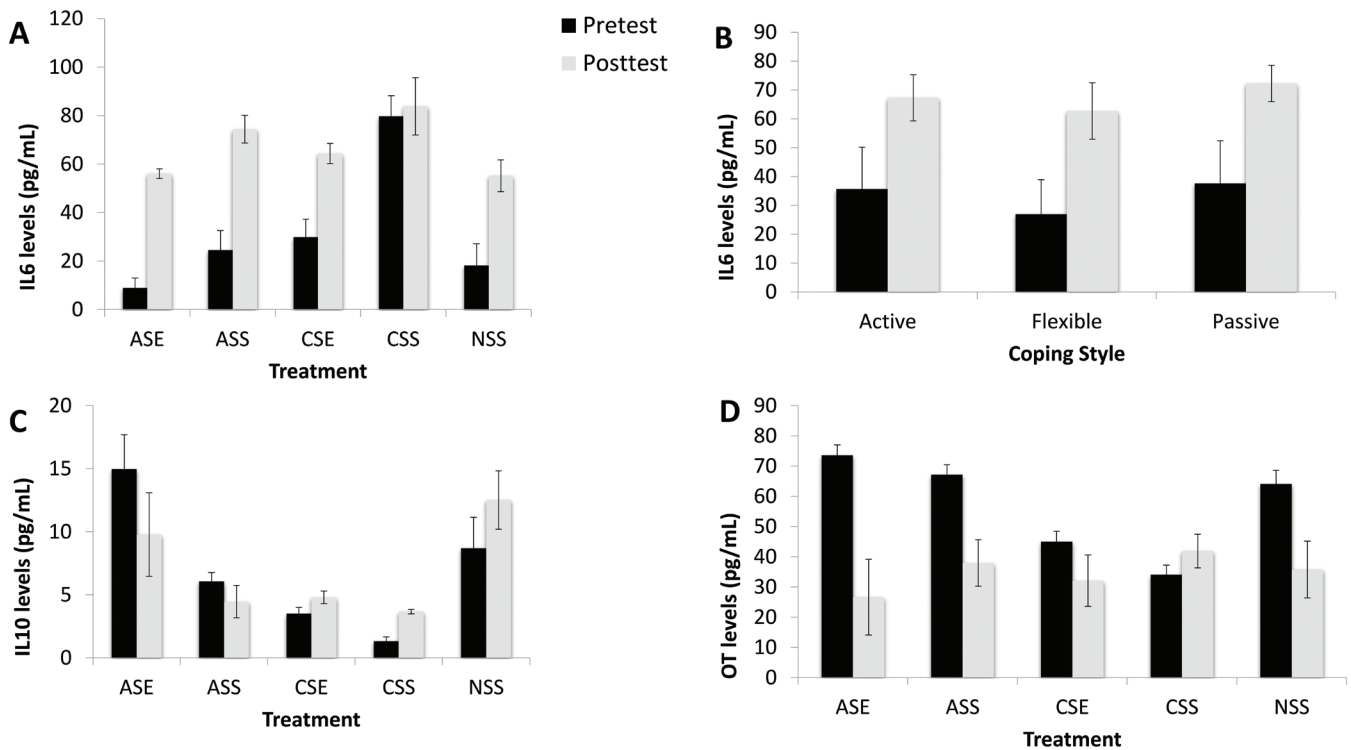 A
IL6 levels (pg/mL)
120
100
80
60
40
20
0
ASE ASS CSE CSS NSS
Treatment
Pretest
Posttest
B
IL6 levels (pg/mL)
90
80
70
60
50
40
30
20
10
0
Active Flexible Passive
Coping Style
C
IL10 levels (pg/mL)
20
15
10
5
0
ASE ASS CSE CSS NSS
Treatment
D
OT levels (pg/mL)
90
80
70
60
50
40
30
20
10
0
ASE ASS CSE CSS NSS
Treatment